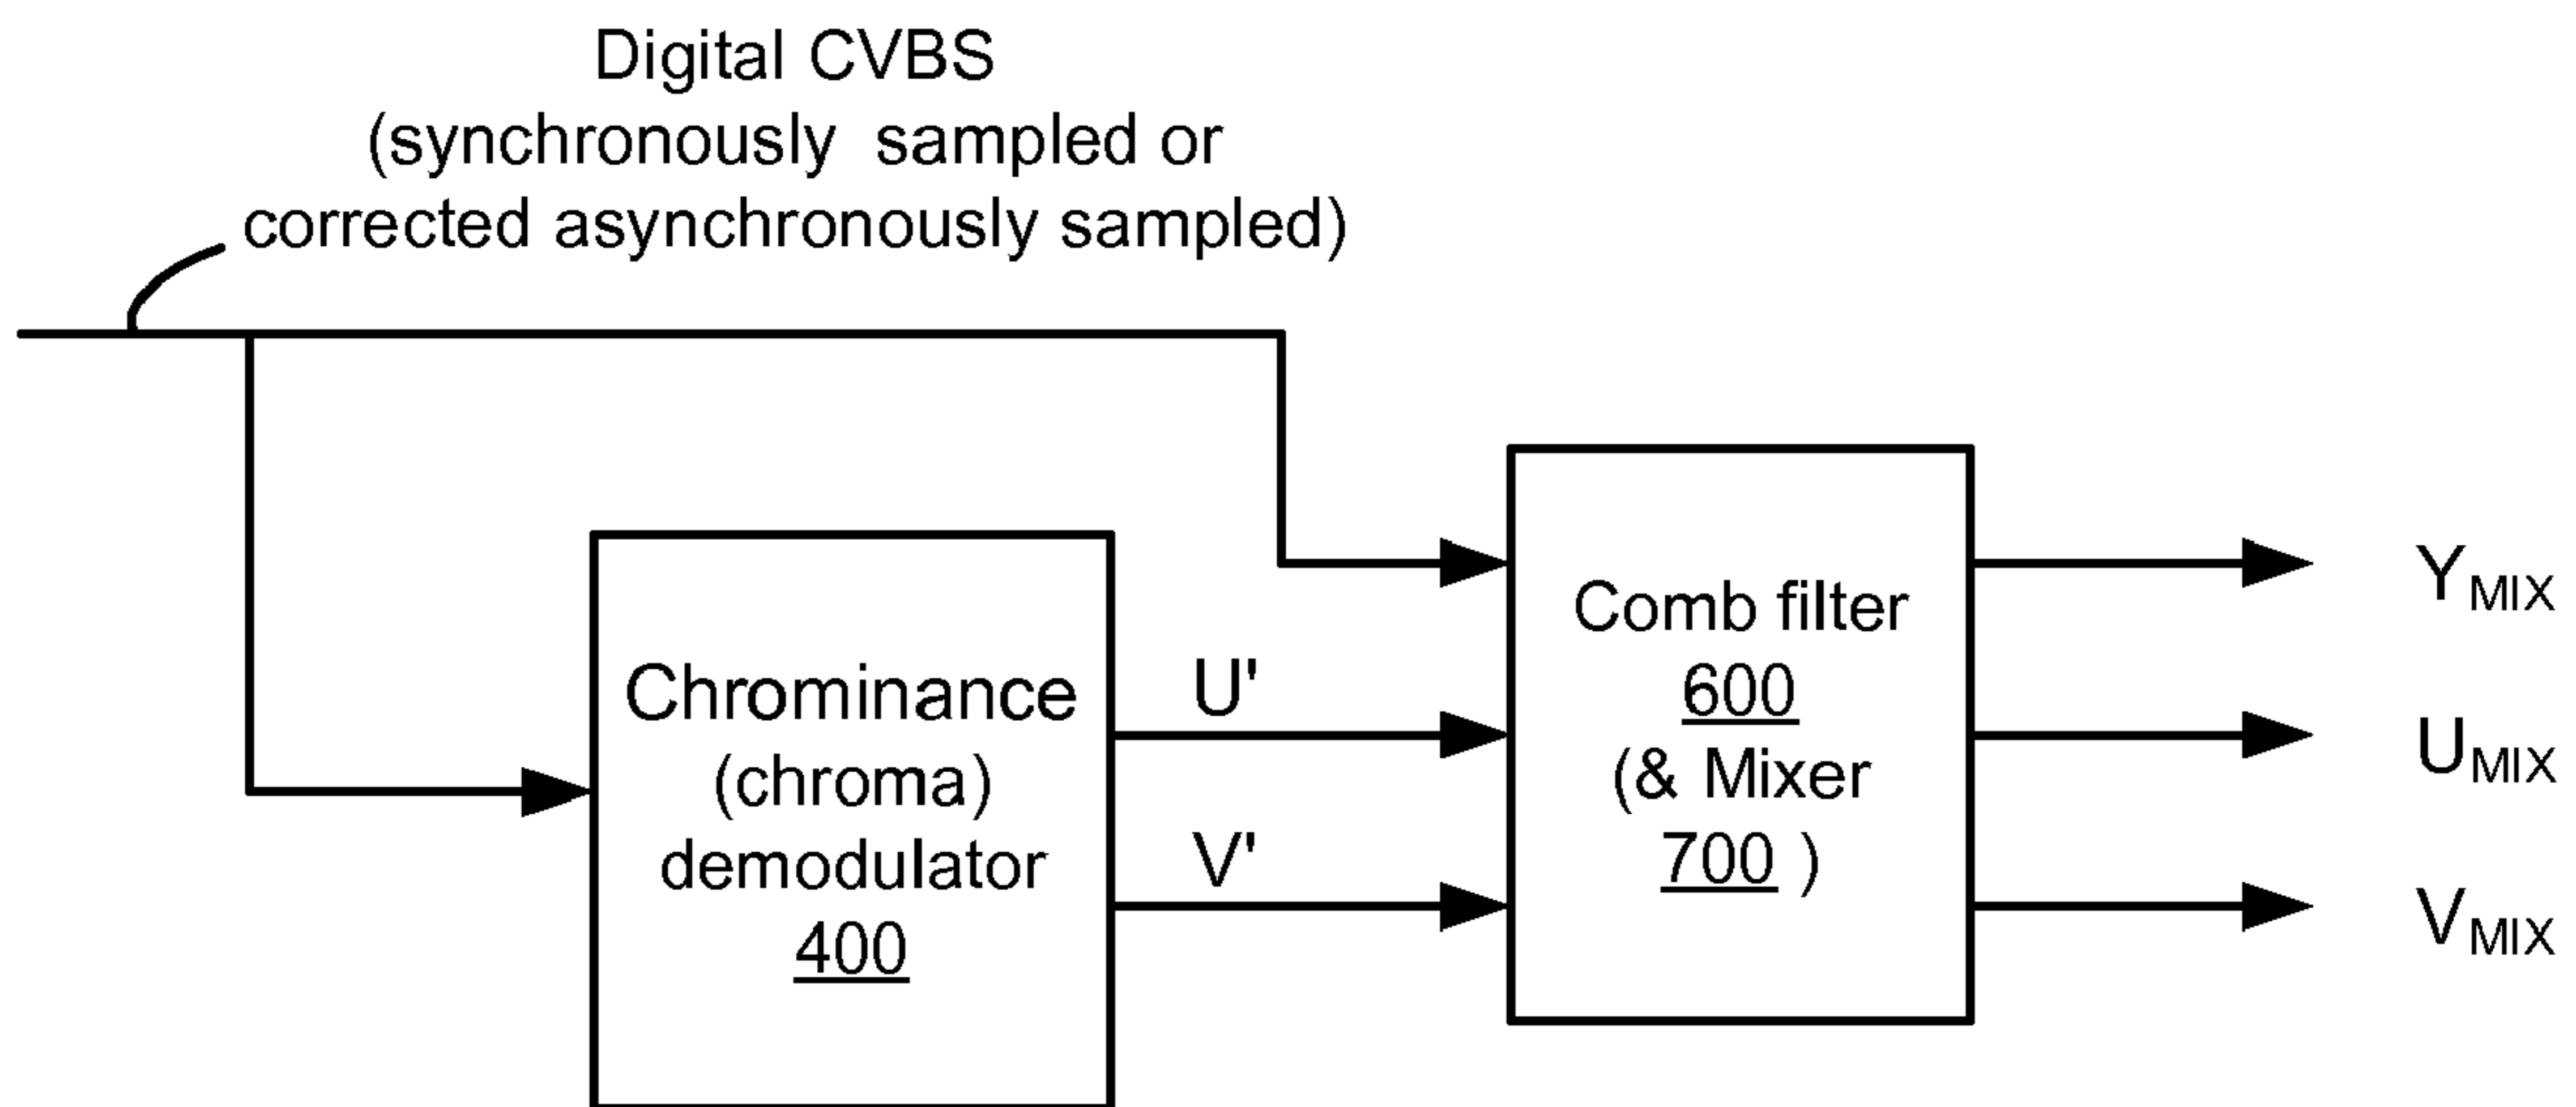 Digital CVBS
(synchronously sampled or
corrected asynchronously sampled)
Chrominance
(chroma)
demodulator
400
U'
V'
Comb filter
600
(& Mixer
700 )
YMIX
UMIX
VMIX